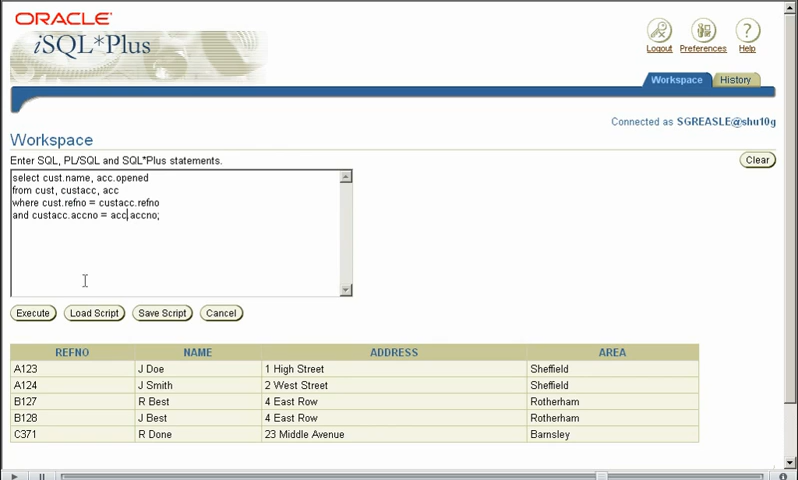 ORACLE
iSQL*Plus
Logout Preferences Help
Workspace History
Connected as SGREASLE@shu10g
Workspace
Enter SQL, PL/SQL and SQL*Plus statements.
Clear
select cust.name, acc.opened
from cust, custacc, acc
where cust.refno = custacc.refno
and custacc.accno = acc.accno;
Execute Load Script Save Script Cancel
REFNO NAME ADDRESS AREA
A123 J Doe 1 High Street Sheffield
A124 J Smith 2 West Street Sheffield
B127 R Best 4 East Row Rotherham
B128 J Best 4 East Row Rotherham
C371 R Done 23 Middle Avenue Barnsley